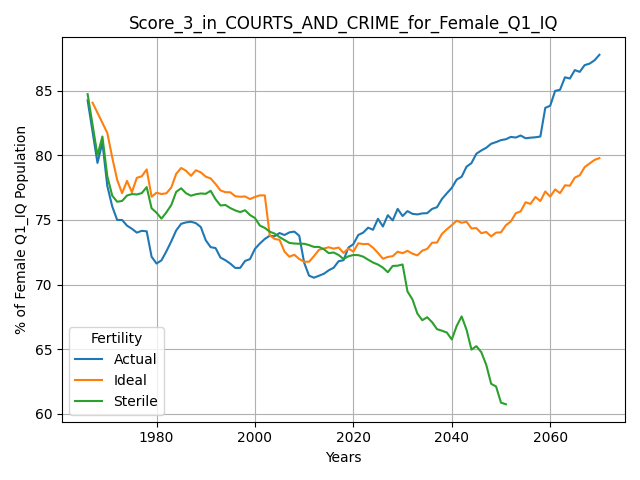 Score_3_in_COURTS_AND_CRIME_for_Female_Q1_IQ
% of Female Q1_IQ Population
85
80
75
70
65
60
Fertility
Actual
Ideal
Sterile
1980
2000
2020
2040
2060
Years